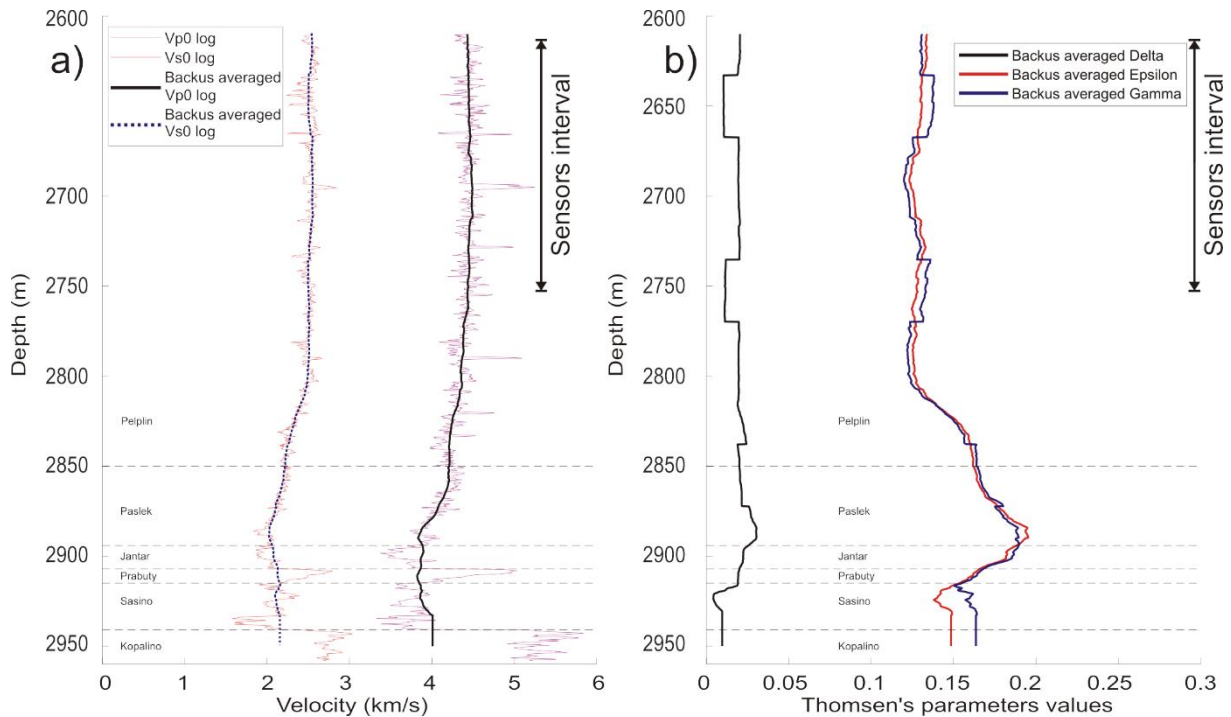 a)
Vp0 log
Vs0 log
Backus averaged
Vp0 log
Backus averaged
Vs0 log
Sensors interval
Depth (m)
2600
2650
2700
2750
2800
2850
2900
2950
Pelplin
Paslek
Jantar
Prabuty
Sasino
Kopalino
0
1
2
3
4
5
6
Velocity (km/s)
b)
Backus averaged Delta
Backus averaged Epsilon
Backus averaged Gamma
Sensors interval
Depth (m)
2600
2650
2700
2750
2800
2850
2900
2950
Pelplin
Paslek
Jantar
Prabuty
Sasino
Kopalino
0
0.05
0.1
0.15
0.2
0.25
0.3
Thomsen's parameters values